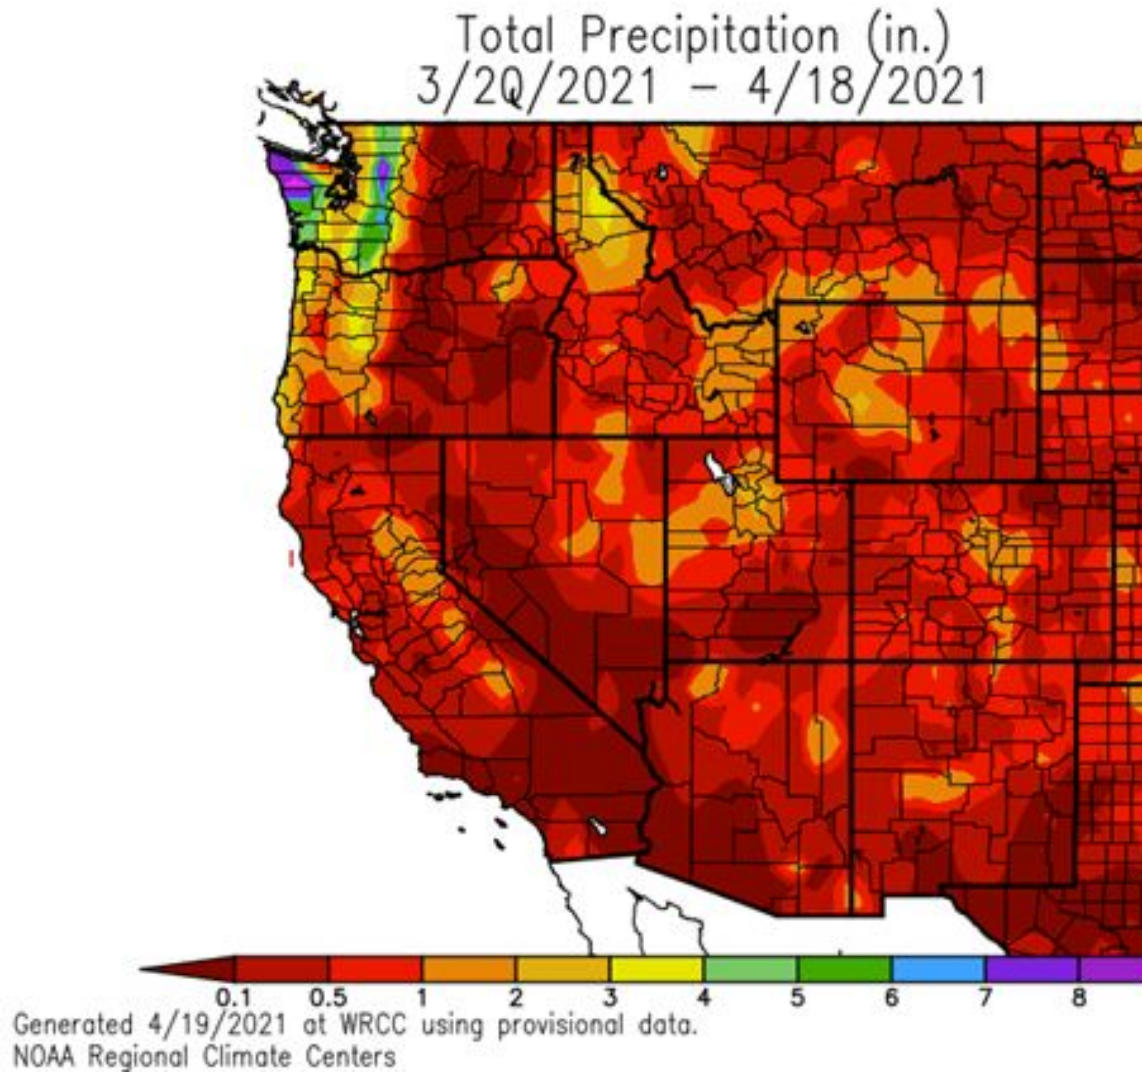 Total Precipitation (in.)
3/20/2021 – 4/18/2021
0.1 0.5 1 2 3 4 5 6 7 8
Generated 4/19/2021 at WRCC using provisional data.
NOAA Regional Climate Centers